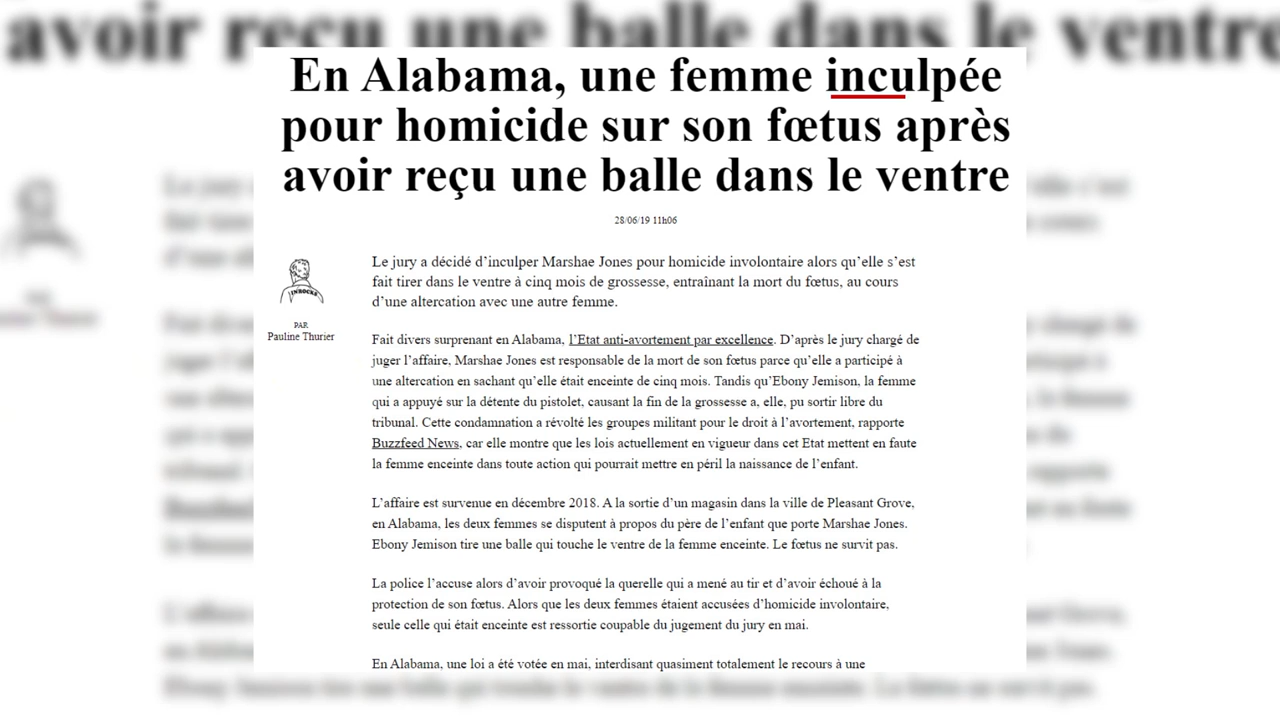 avoir reçu une balle dans le ventre
En Alabama, une femme inculpée
pour homicide sur son fœtus après
avoir reçu une balle dans le ventre
28/06/19 11h06
INROCKS
PAR
Pauline Thurier
Le jury a décidé d’inculper Marshae Jones pour homicide involontaire alors qu’elle s’est
fait tirer dans le ventre à cinq mois de grossesse, entraînant la mort du fœtus, au cours
d’une altercation avec une autre femme.
Fait divers surprenant en Alabama, l’Etat anti-avortement par excellence. D’après le jury chargé de
juger l’affaire, Marshae Jones est responsable de la mort de son fœtus parce qu’elle a participé à
une altercation en sachant qu’elle était enceinte de cinq mois. Tandis qu’Ebony Jemison, la femme
qui a appuyé sur la détente du pistolet, causant la fin de la grossesse a, elle, pu sortir libre du
tribunal. Cette condamnation a révolté les groupes militant pour le droit à l’avortement, rapporte
Buzzfeed News, car elle montre que les lois actuellement en vigueur dans cet Etat mettent en faute
la femme enceinte dans toute action qui pourrait mettre en péril la naissance de l’enfant.
L’affaire est survenue en décembre 2018. A la sortie d’un magasin dans la ville de Pleasant Grove,
en Alabama, les deux femmes se disputent à propos du père de l’enfant que porte Marshae Jones.
Ebony Jemison tire une balle qui touche le ventre de la femme enceinte. Le fœtus ne survit pas.
La police l’accuse alors d’avoir provoqué la querelle qui a mené au tir et d’avoir échoué à la
protection de son fœtus. Alors que les deux femmes étaient accusées d’homicide involontaire,
seule celle qui était enceinte est ressortie coupable du jugement du jury en mai.
En Alabama, une loi a été votée en mai, interdisant quasiment totalement le recours à une